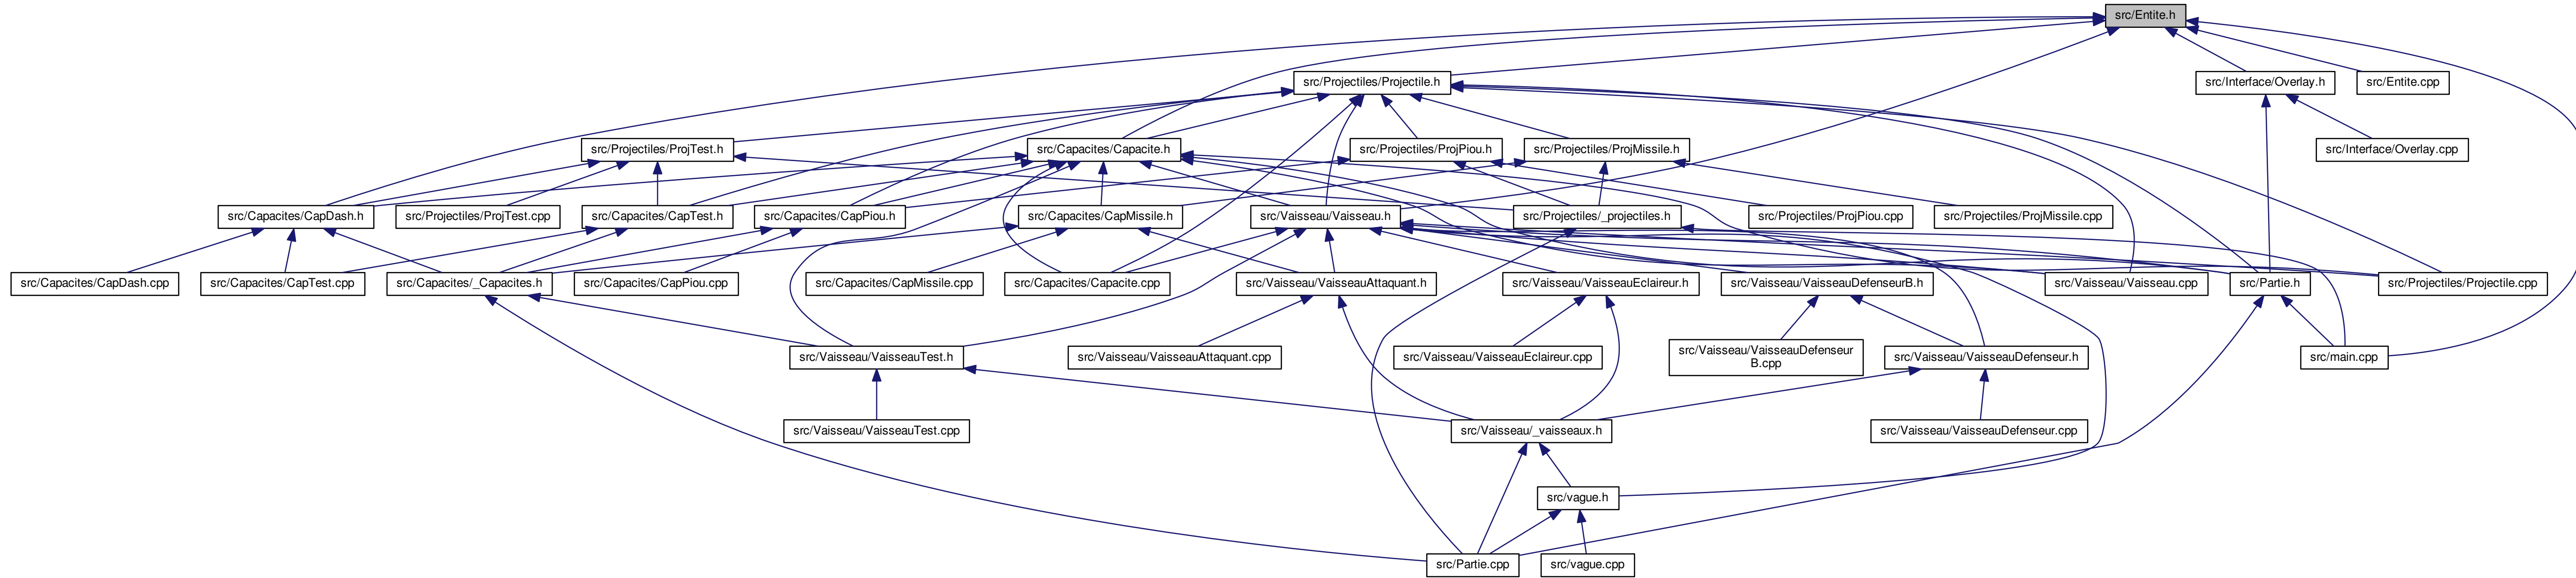 src/Entite.h
src/Projectiles/Projectile.h
src/Interface/Overlay.h
src/Entite.cpp
src/Projectiles/ProjTest.h
src/Capacites/Capacite.h
src/Projectiles/ProjPiou.h
src/Projectiles/ProjMissile.h
src/Interface/Overlay.cpp
src/Capacites/CapDash.h
src/Projectiles/ProjTest.cpp
src/Capacites/CapTest.h
src/Capacites/CapPiou.h
src/Capacites/CapMissile.h
src/Vaisseau/Vaisseau.h
src/Projectiles/_projectiles.h
src/Projectiles/ProjPiou.cpp
src/Projectiles/ProjMissile.cpp
src/Capacites/CapDash.cpp
src/Capacites/CapTest.cpp
src/Capacites/_Capacites.h
src/Capacites/CapPiou.cpp
src/Capacites/CapMissile.cpp
src/Capacites/Capacite.cpp
src/Vaisseau/VaisseauAttaquant.h
src/Vaisseau/VaisseauEclaireur.h
src/Vaisseau/VaisseauDefenseurB.h
src/Vaisseau/Vaisseau.cpp
src/Partie.h
src/Projectiles/Projectile.cpp
src/Vaisseau/VaisseauTest.h
src/Vaisseau/VaisseauAttaquant.cpp
src/Vaisseau/VaisseauEclaireur.cpp
src/Vaisseau/VaisseauDefenseur
B.cpp
src/Vaisseau/VaisseauDefenseur.h
src/main.cpp
src/Vaisseau/VaisseauTest.cpp
src/Vaisseau/_vaisseaux.h
src/Vaisseau/VaisseauDefenseur.cpp
src/vague.h
src/Partie.cpp
src/vague.cpp